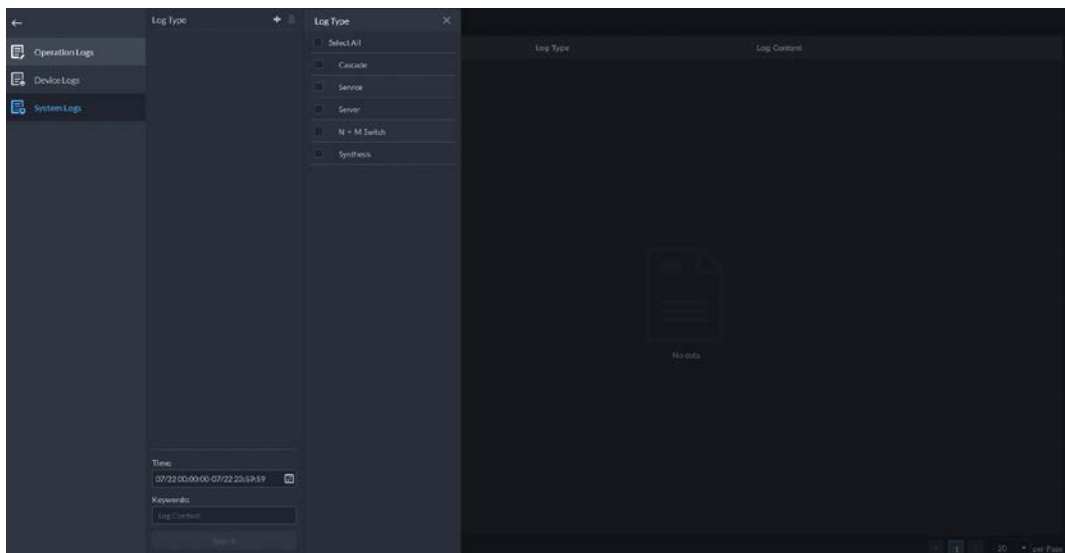 Operation Logs
Device Logs
System Logs
Log Type
Time:
07/22 00:00:00-07/22 23:59:59
Keywords:
Log Content
Search
Log Type
Select All
Cascade
Service
Server
N + M Switch
Synthesis
Log Type
Log Content
No data
1
20
per Page